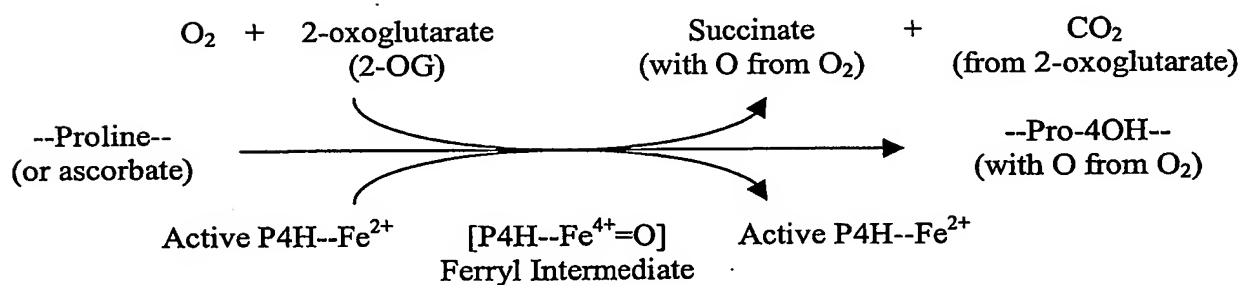 O₂ + 2-oxoglutarate Succinate + CO₂
(2-OG) (with O from O₂) (from 2-oxoglutarate)
--Proline-- --Pro-4OH--
(or ascorbate) (with O from O₂)
Active P4H--Fe²⁺ [P4H--Fe⁴⁺=O] Active P4H--Fe²⁺
Ferryl Intermediate